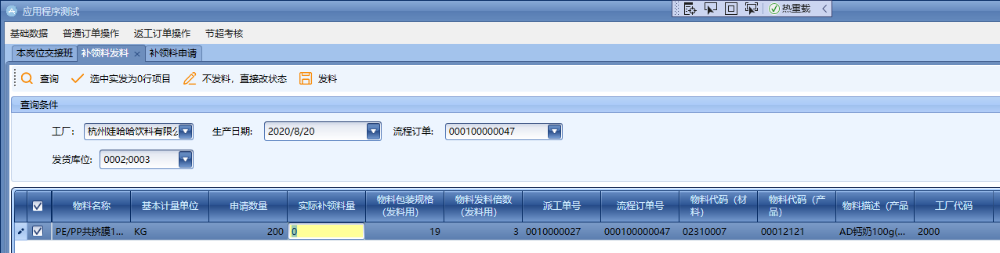 应用程序测试
热重载
基础数据 普通订单操作 返工订单操作 节超考核
本岗位交接班 补领料发料 补领料申请
查询 选中实发为0行项目 不发料，直接改状态 发料
查询条件
工厂： 杭州娃哈哈饮料有限公 生产日期: 2020/8/20 流程订单: 000100000047
发货库位: 0002;0003
物料名称 基本计量单位 申请数量 实际补领料量 物料包装规格（发料用） 物料发料倍数（发料用） 派工单号 流程订单号 物料代码（材料） 物料代码（产品） 物料描述（产品 工厂代码
PE/PP共挤膜1... KG 200 0 19 3 0010000027 000100000047 02310007 00012121 AD钙奶100g(... 2000